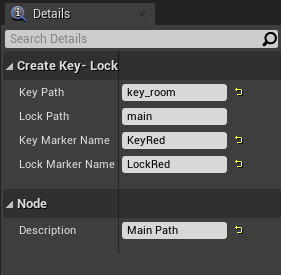 Details
Search Details
Create Key- Lock
Key Path key_room
Lock Path main
Key Marker Name KeyRed
Lock Marker Name LockRed
Node
Description Main Path